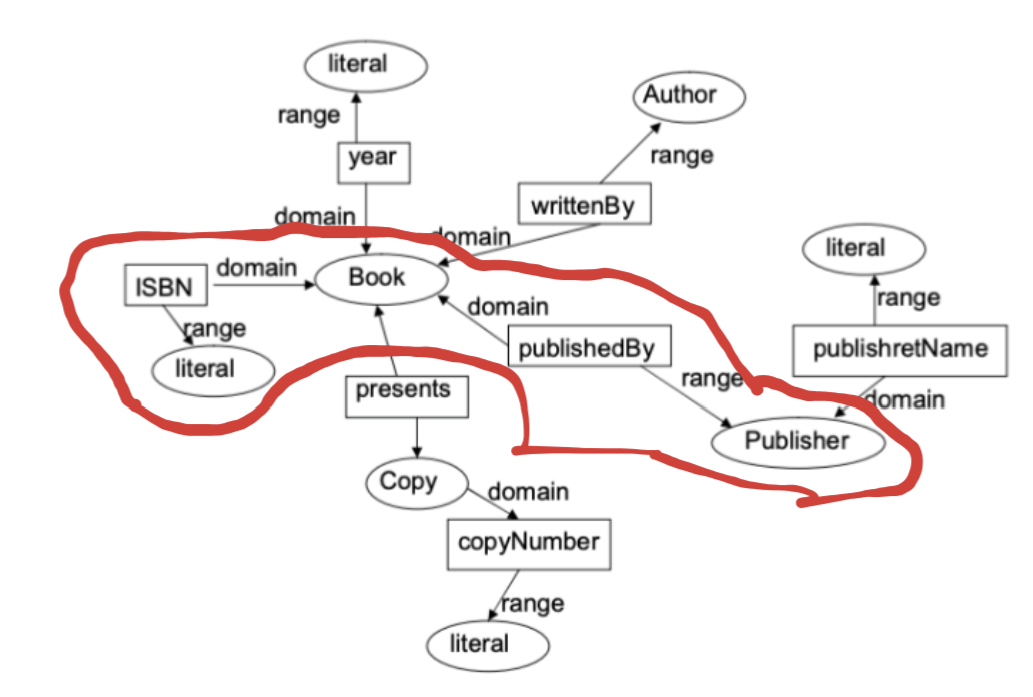 literal
range
Author
year
range
writtenBy
domain
domain
literal
ISBN
domain
Book
range
domain
range
publishedBy
publishretName
literal
range
presents
domain
Publisher
Copy
domain
copyNumber
range
literal